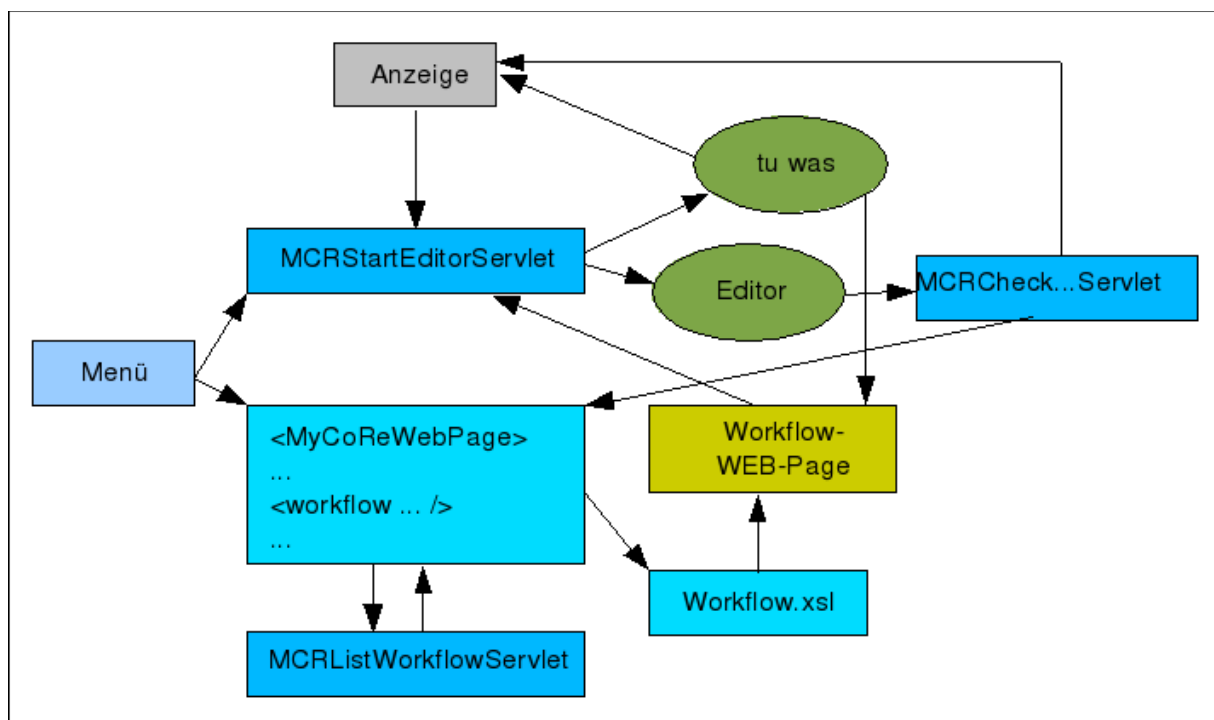 Anzeige
tu was
MCRStartEditorServlet
Editor
MCRCheck...Servlet
Menü
<MyCoReWebPage>
...
<workflow ... />
...
Workflow-
WEB-Page
Workflow.xsl
MCRListWorkflowServlet